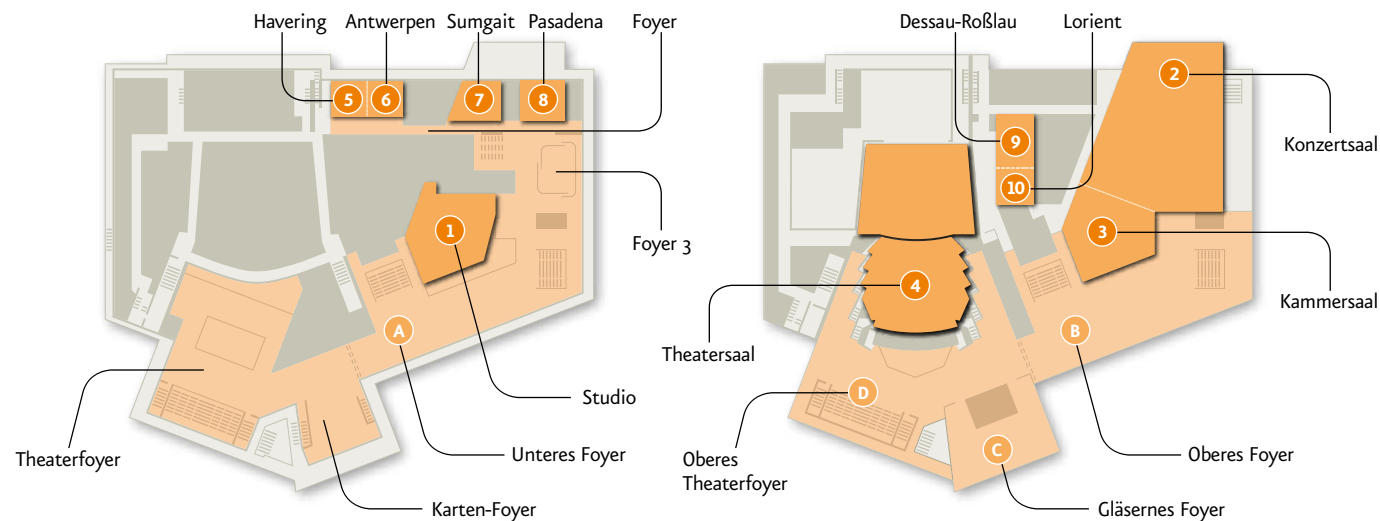 Havering
Antwerpen
Sumgait
Pasadena
Foyer
Dessau-Roßlau
Lorient
5
6
7
8
2
9
10
Konzertsaal
1
Foyer 3
3
4
Kammersaal
A
B
Theatersaal
Studio
D
Theaterfoyer
Unteres Foyer
C
Oberes
Theaterfoyer
Oberes Foyer
Karten-Foyer
Gläsernes Foyer